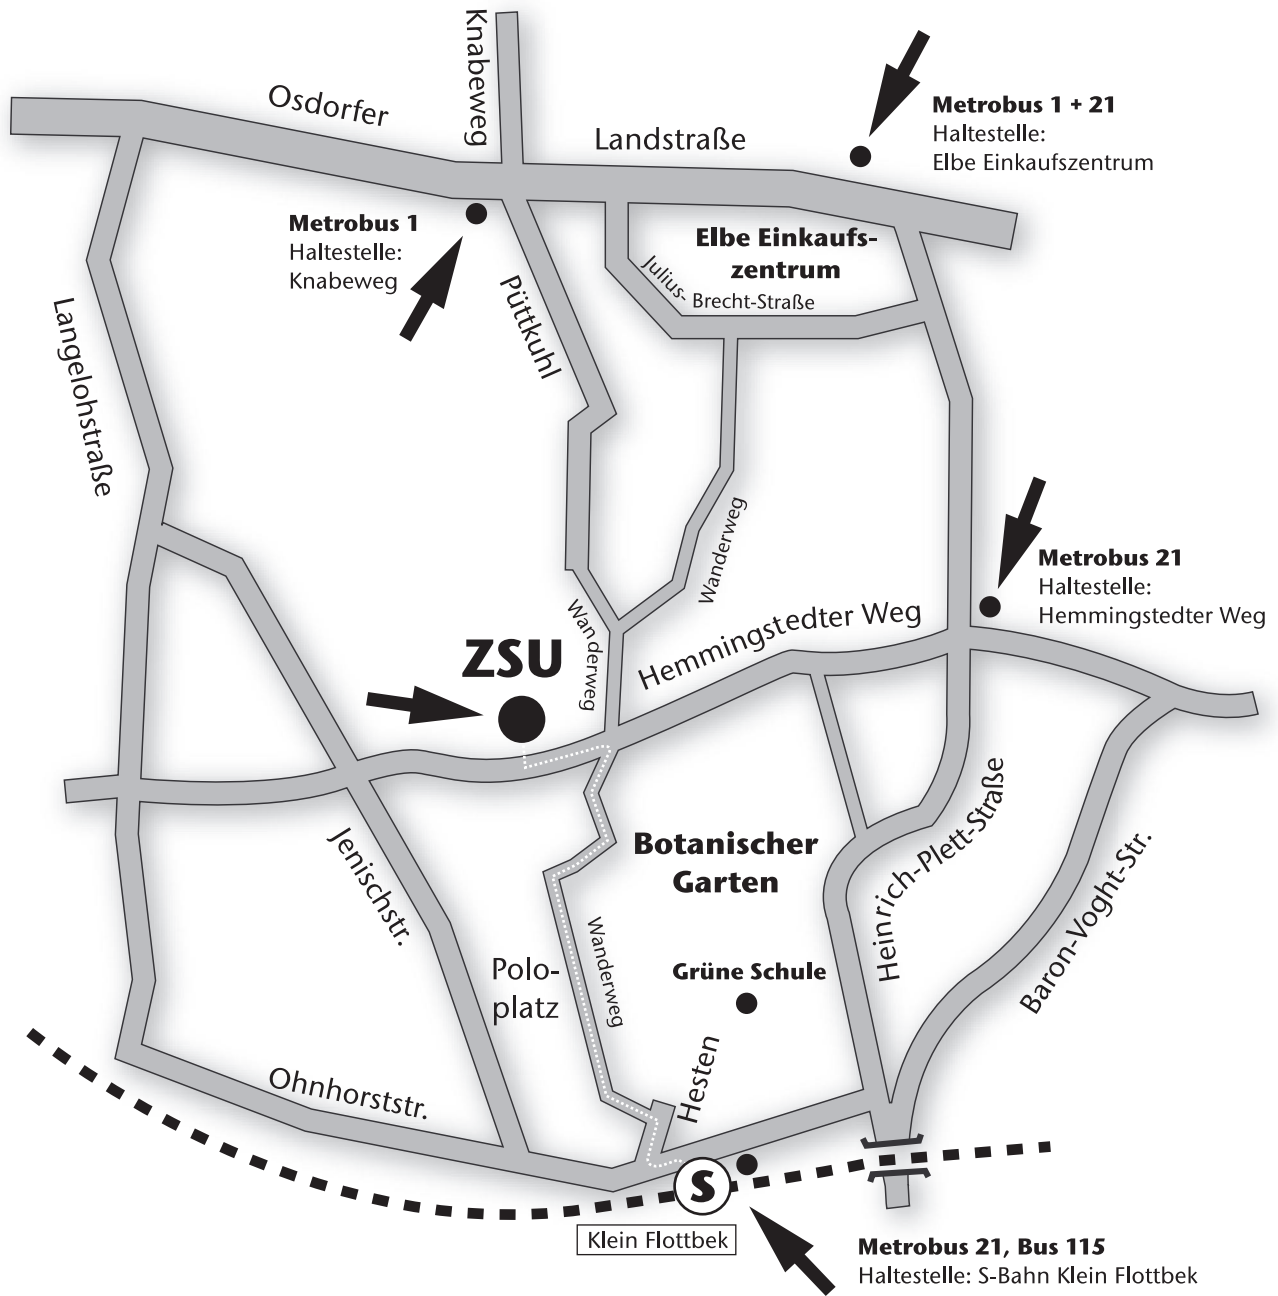 Knabeweg
Osdorfer
Landstraße
Metrobus 1 + 21
Haltestelle:
Elbe Einkaufszentrum
Metrobus 1
Haltestelle:
Knabeweg
Elbe Einkaufs-
zentrum
Julius-
Brecht-Straße
Püttkuhl
Langelohstraße
Wanderweg
Metrobus 21
Haltestelle:
Hemmingstedter Weg
Wanderweg
Hemmingstedter Weg
ZSU
Jenischstr.
Botanischer
Garten
Heinrich-Plett-Straße
Baron-Voght-Str.
Polo-
platz
Wanderweg
Grüne Schule
Hesten
Ohnhorststr.
S
Klein Flottbek
Metrobus 21, Bus 115
Haltestelle: S-Bahn Klein Flottbek